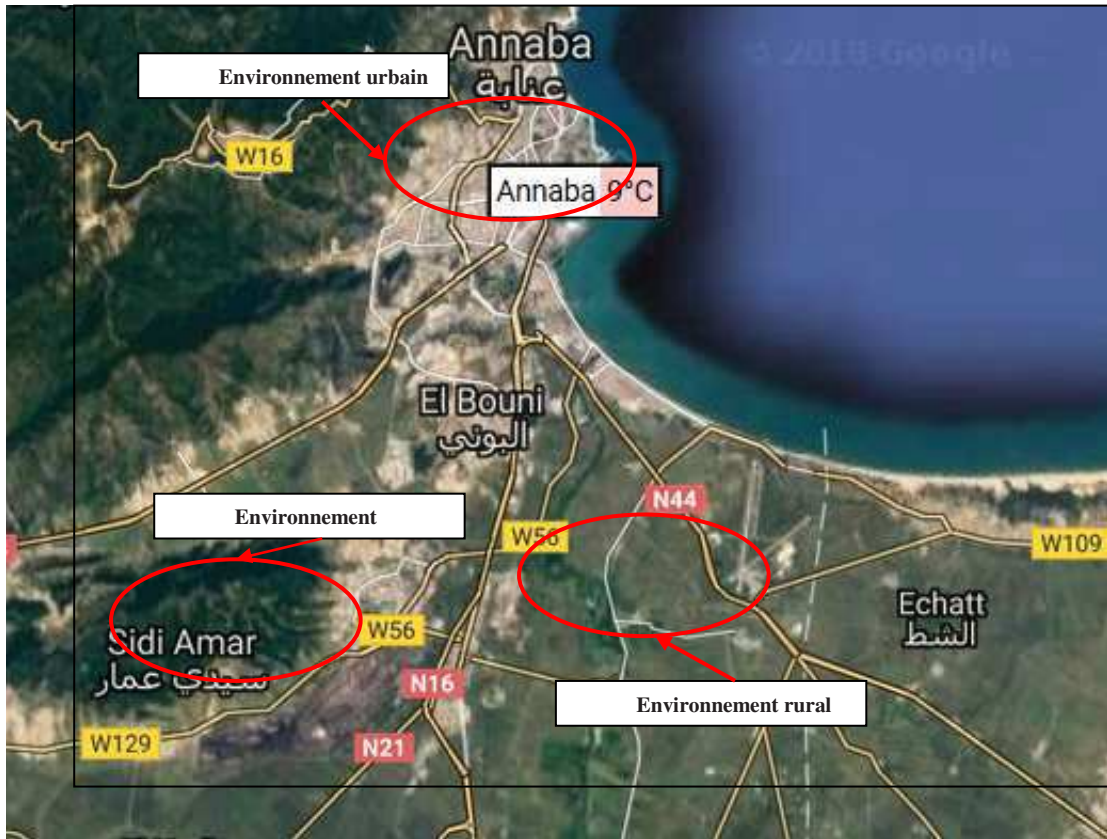 Annaba
عنابة
© 2018 Google
Environnement urbain
W16
Annaba 9°C
El Bouni
البوني
N44
Environnement
W56
W109
Echatt
الشط
Sidi Amar
سيدي عمار
W56
N16
Environnement rural
W129
N21